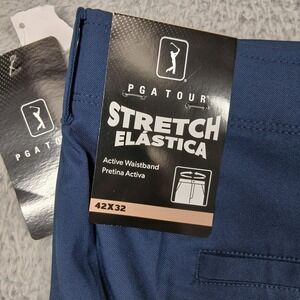 PGA TOUR
STRETCH
ELÁSTICA
Active Waistband
Pretina Activa
42X32
PGA TOUR